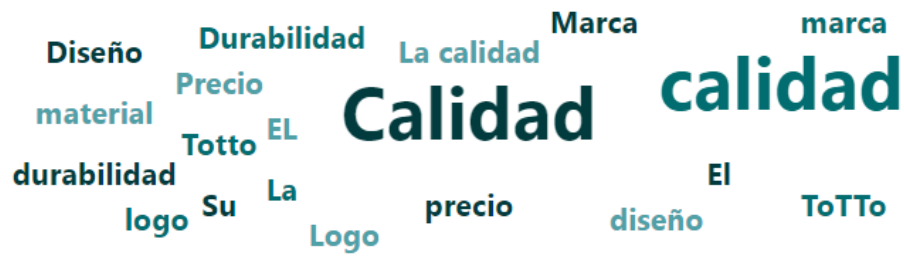 Marca
marca
Durabilidad
Diseño
La calidad
Precio
calidad
material
Calidad
EL
Totto
durabilidad
El
La
Su
precio
ToTTo
logo
diseño
Logo